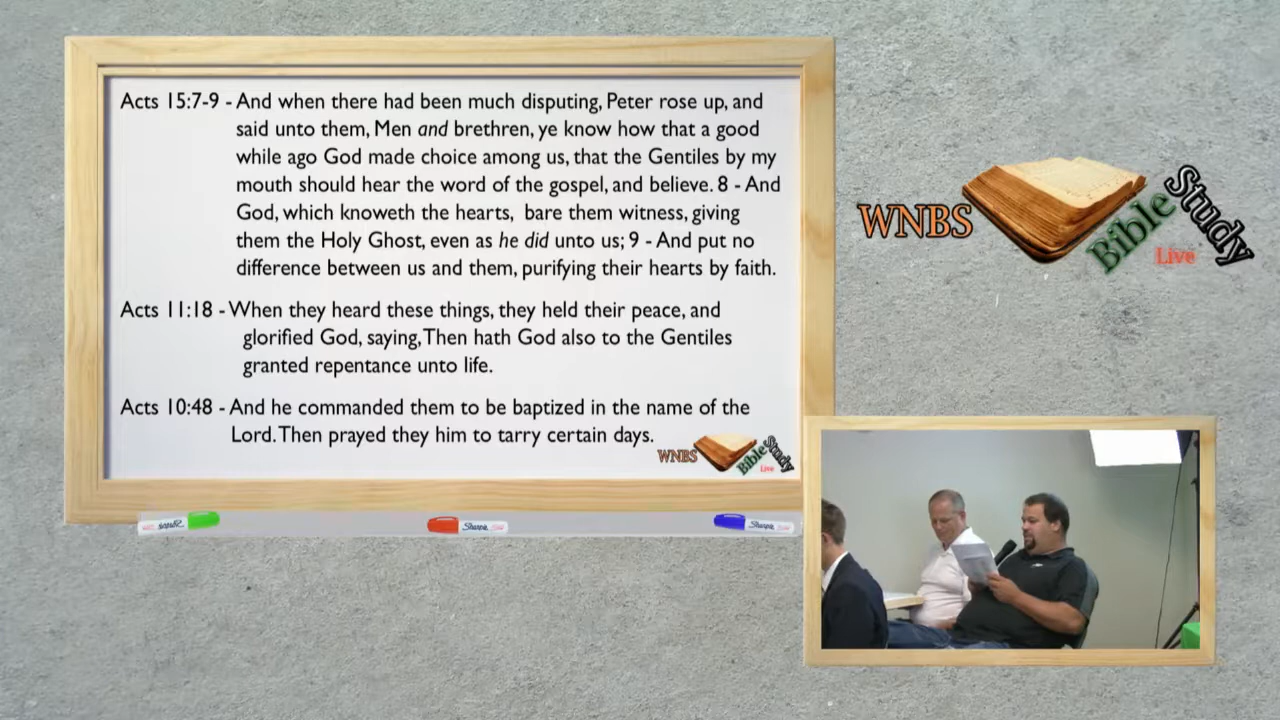 Acts 15:7-9 - And when there had been much disputing, Peter rose up, and
said unto them, Men and brethren, ye know how that a good
while ago God made choice among us, that the Gentiles by my
mouth should hear the word of the gospel, and believe. 8 - And
God, which knoweth the hearts, bare them witness, giving
them the Holy Ghost, even as he did unto us; 9 - And put no
difference between us and them, purifying their hearts by faith.
Acts 11:18 - When they heard these things, they held their peace, and
glorified God, saying, Then hath God also to the Gentiles
granted repentance unto life.
Acts 10:48 - And he commanded them to be baptized in the name of the
Lord. Then prayed they him to tarry certain days.
WNBS Bible Study
Live
WNBS Bible Study
Live
Sharpie
Sharpie
Sharpie